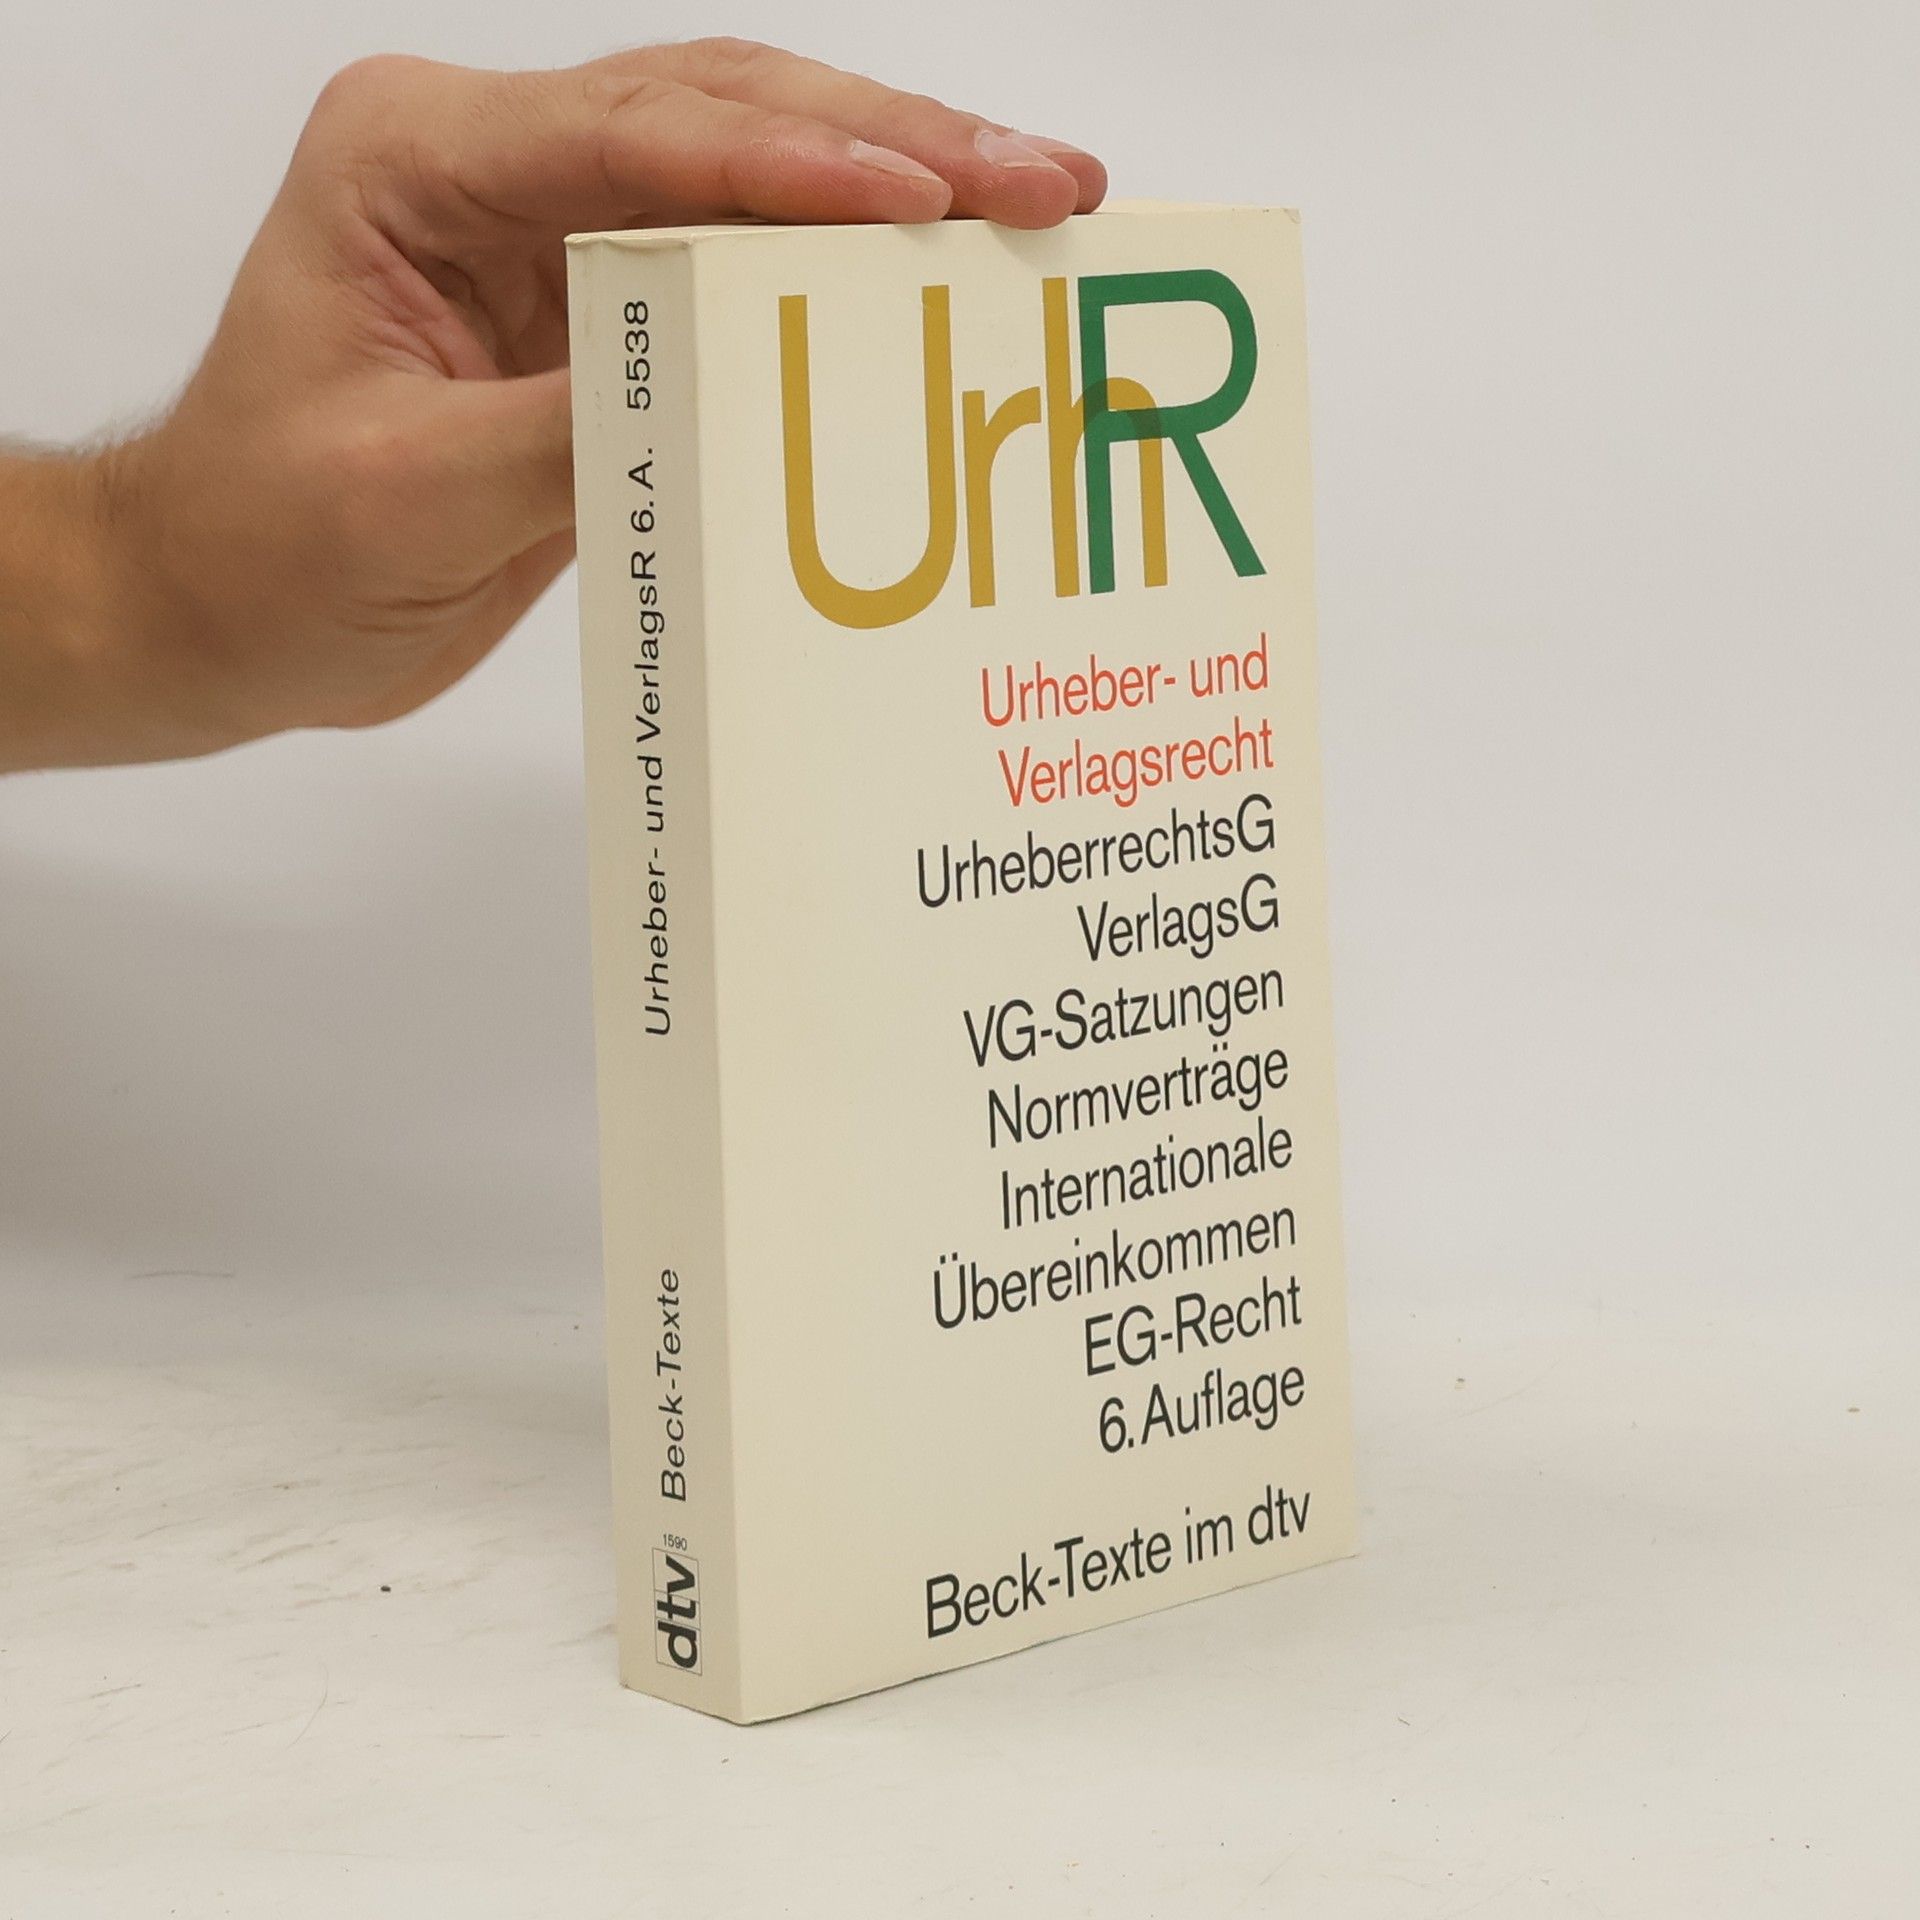 UrhR
Urheber- und
Verlagsrecht
UrheberrechtsG
VerlagsG
VG-Satzungen
Normverträge
Internationale
Übereinkommen
EG-Recht
6. Auflage
Beck-Texte im dtv
dtv
1590
Beck-Texte
Urheber- und VerlagsR 6. A. 5538